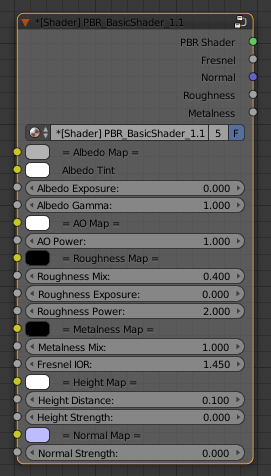 *[Shader] PBR_BasicShader_1.1
PBR Shader
Fresnel
Normal
Roughness
Metalness
*[Shader] PBR_BasicShader_1.1 5 F
= Albedo Map =
Albedo Tint
Albedo Exposure: 0.000
Albedo Gamma: 1.000
= AO Map =
AO Power: 1.000
= Roughness Map =
Roughness Mix: 0.400
Roughness Exposure: 0.000
Roughness Power: 2.000
= Metalness Map =
Metalness Mix: 1.000
Fresnel IOR: 1.450
= Height Map =
Height Distance: 0.100
Height Strength: 0.000
= Normal Map =
Normal Strength: 0.000